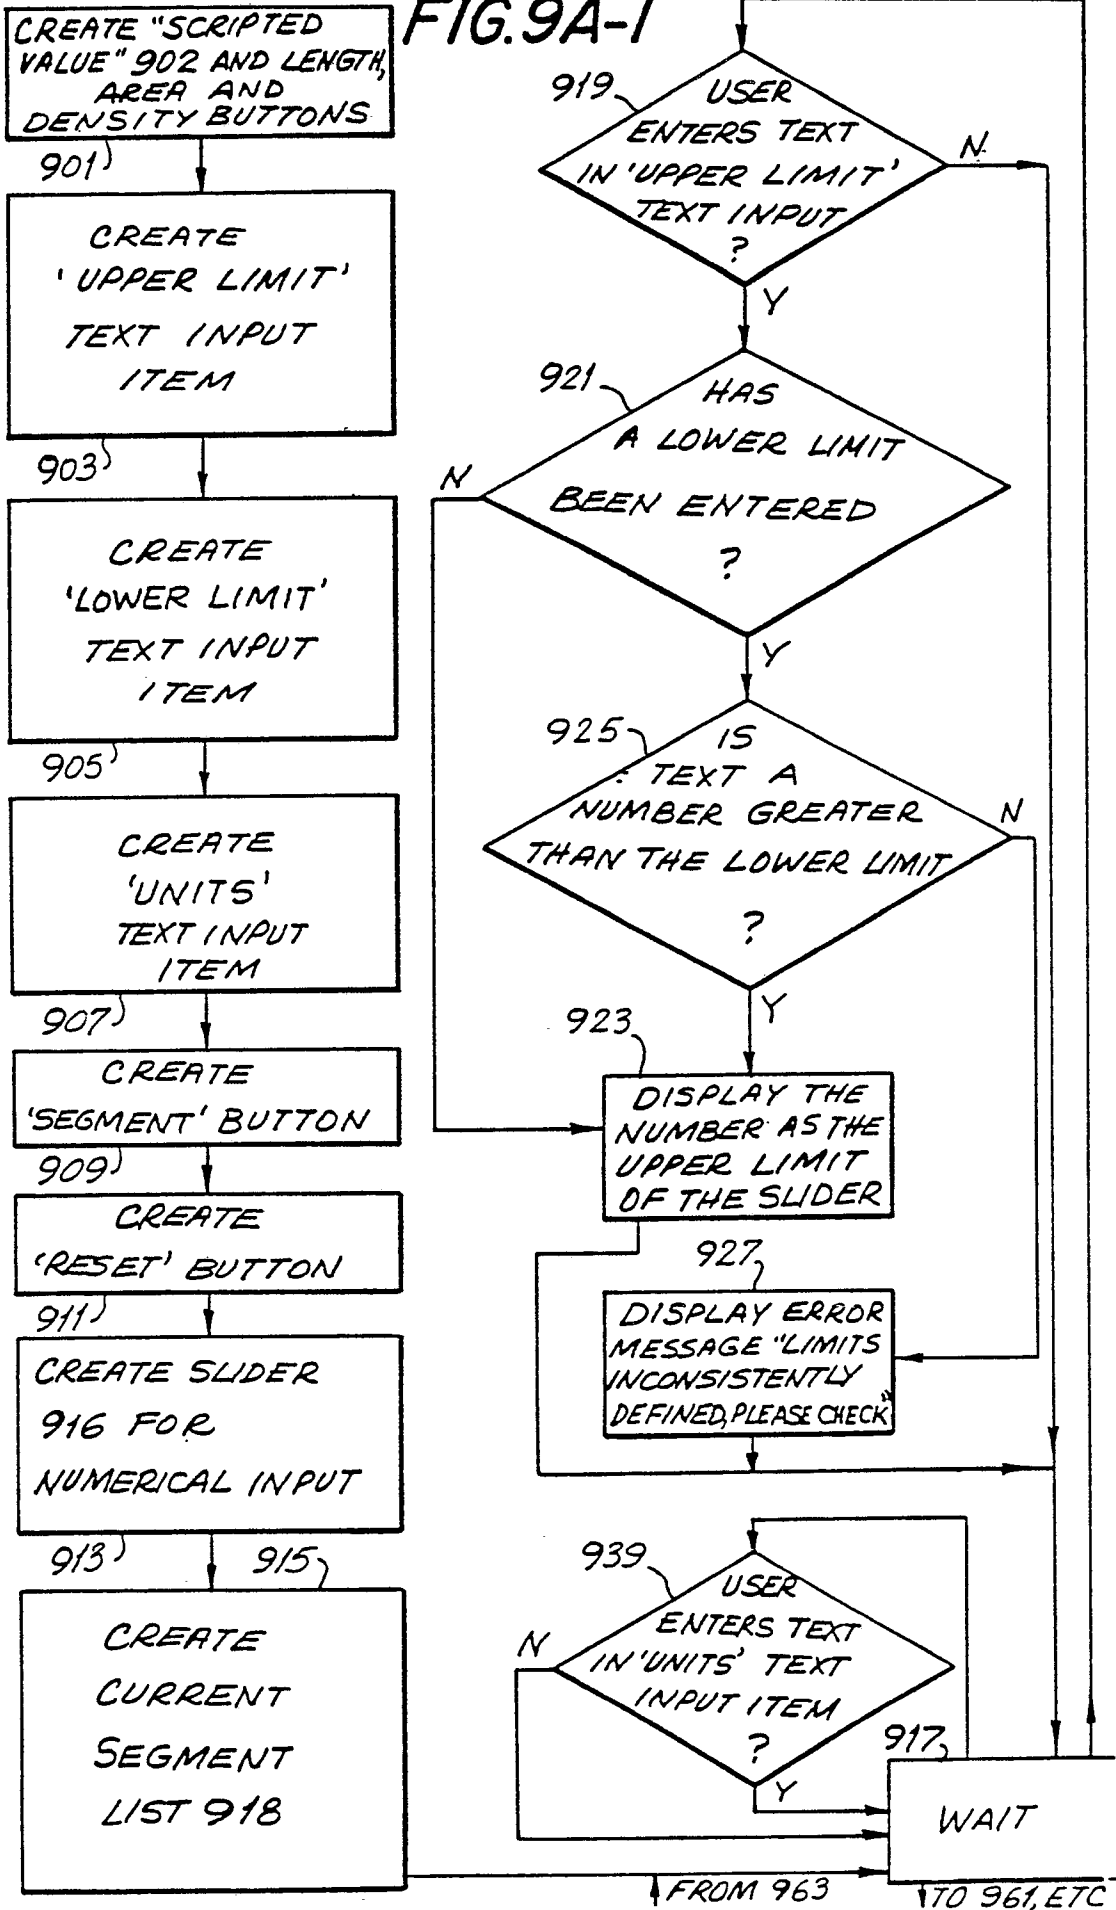 FIG.9A-1
CREATE "SCRIPTED
VALUE" 902 AND LENGTH,
AREA AND
DENSITY BUTTONS
901
CREATE
'UPPER LIMIT'
TEXT INPUT
ITEM
903
CREATE
'LOWER LIMIT'
TEXT INPUT
ITEM
905
CREATE
'UNITS'
TEXT INPUT
ITEM
907
CREATE
'SEGMENT' BUTTON
909
CREATE
'RESET' BUTTON
911
CREATE SLIDER
916 FOR
NUMERICAL INPUT
913
915
CREATE
CURRENT
SEGMENT
LIST 918
919
USER
ENTERS TEXT
IN 'UPPER LIMIT'
TEXT INPUT
?
N
Y
921
HAS
A LOWER LIMIT
BEEN ENTERED
?
N
Y
925
IS
TEXT A
NUMBER GREATER
THAN THE LOWER LIMIT
?
N
Y
923
DISPLAY THE
NUMBER AS THE
UPPER LIMIT
OF THE SLIDER
927
DISPLAY ERROR
MESSAGE "LIMITS
INCONSISTENTLY
DEFINED, PLEASE CHECK"
939
USER
ENTERS TEXT
IN 'UNITS' TEXT
INPUT ITEM
?
N
Y
917
WAIT
FROM 963
TO 961, ETC